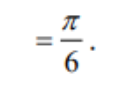 = π/6.